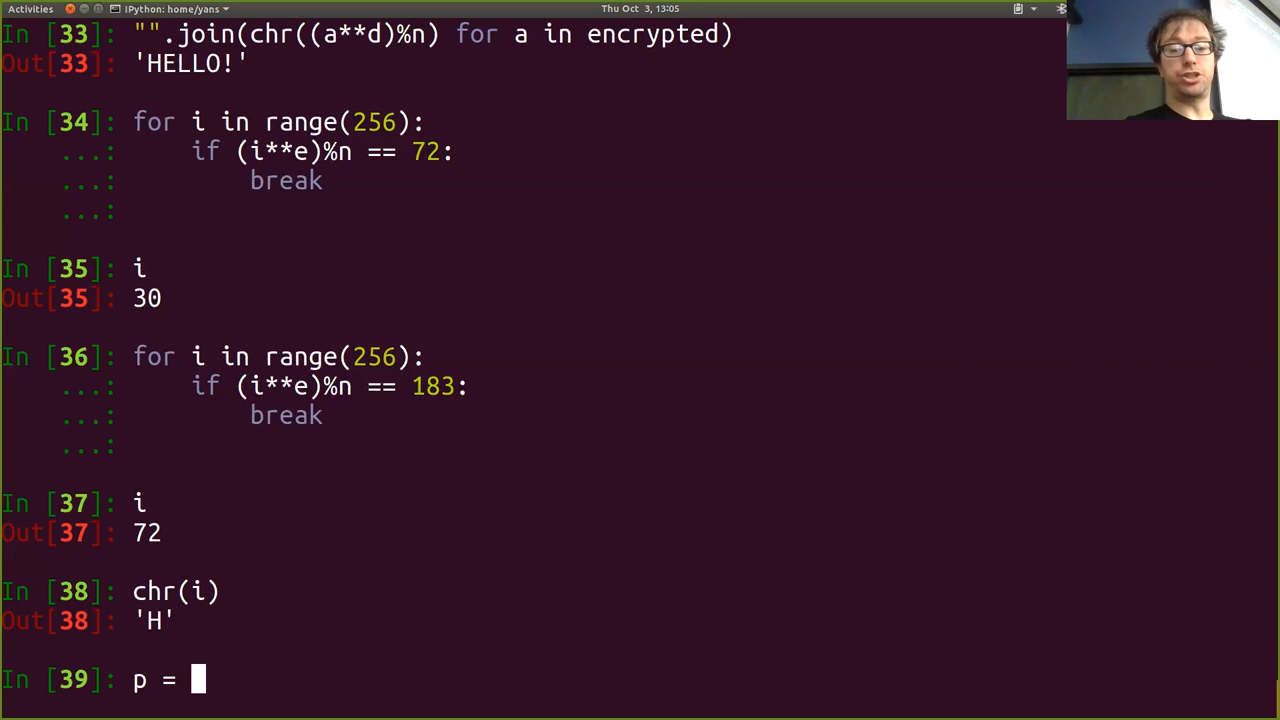 Activities IPython: home/yans Thu Oct 3, 13:05
In [33]: "".join(chr((a**d)%n) for a in encrypted)
Out[33]: 'HELLO!'
In [34]: for i in range(256):
...: if (i**e)%n == 72:
...: break
...:
In [35]: i
Out[35]: 30
In [36]: for i in range(256):
...: if (i**e)%n == 183:
...: break
...:
In [37]: i
Out[37]: 72
In [38]: chr(i)
Out[38]: 'H'
In [39]: p =